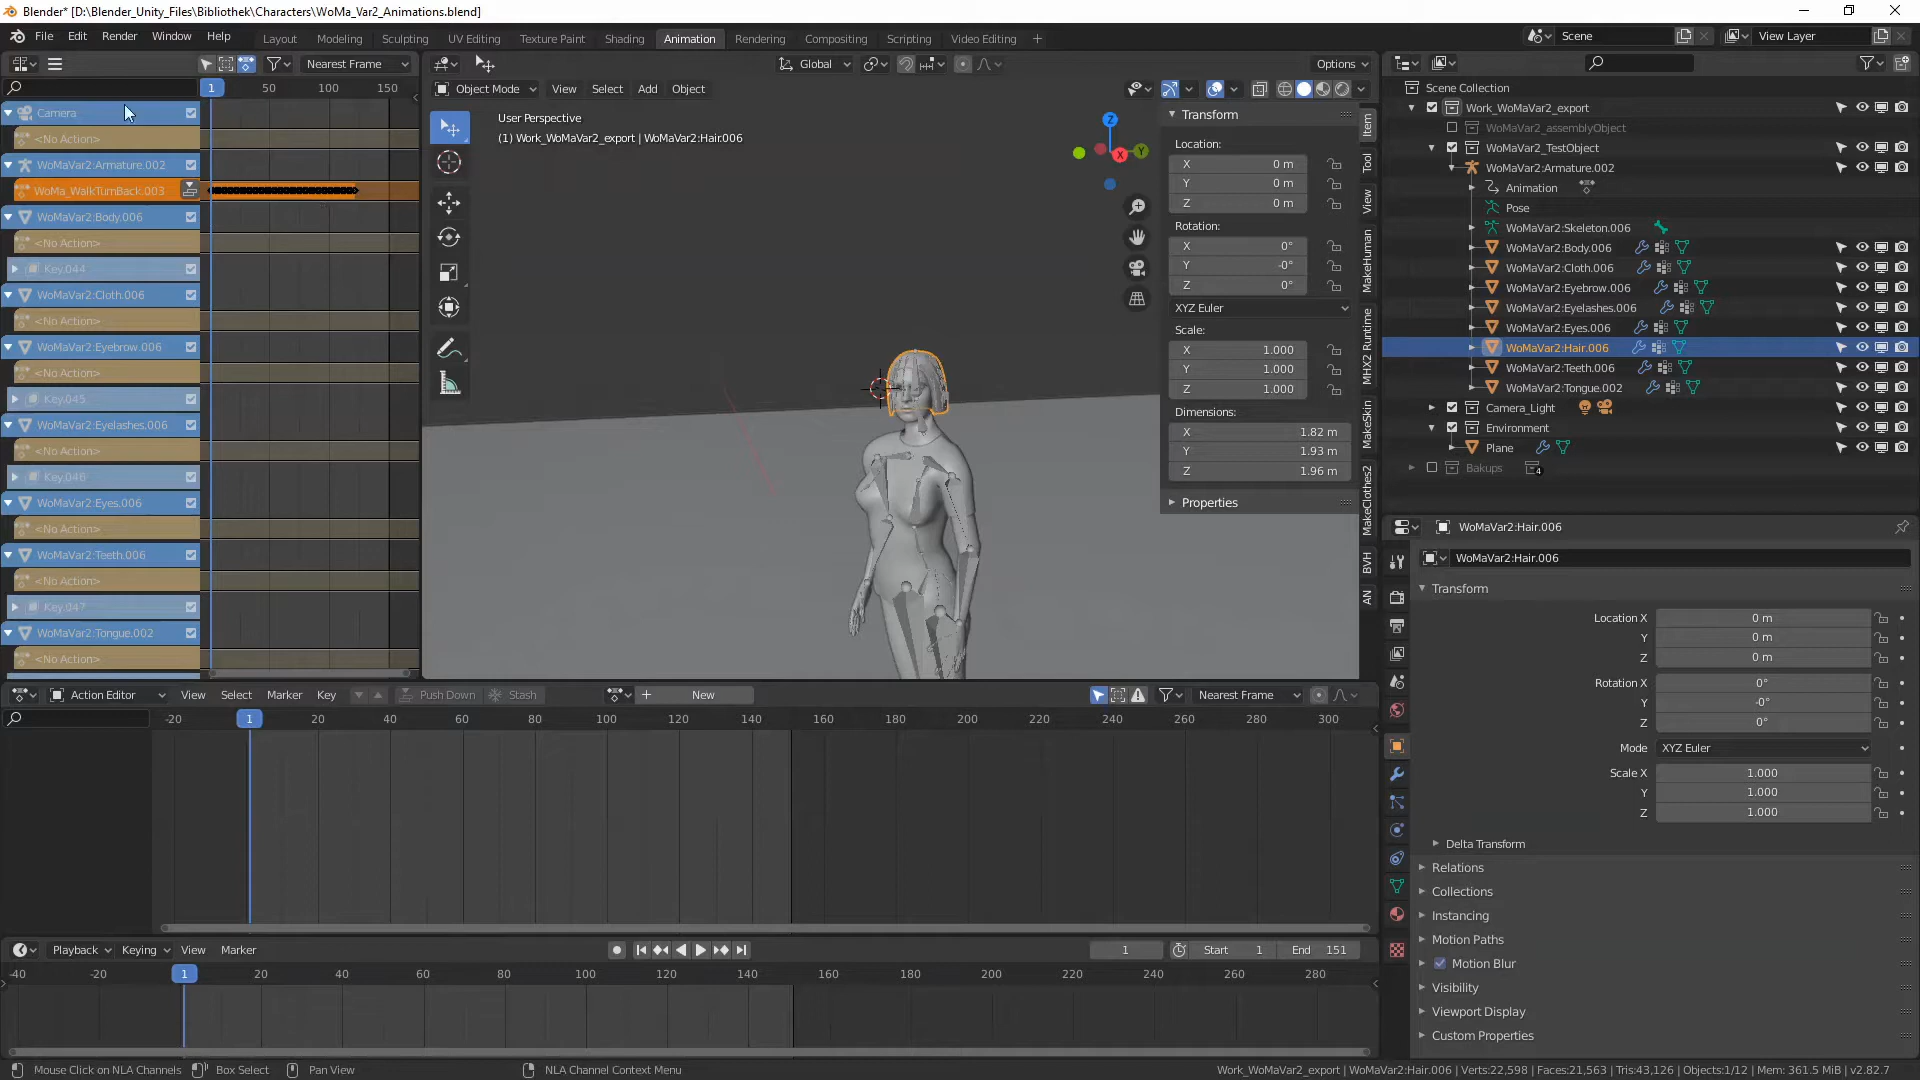 Blender* [D:\Blender_Unity_Files\Bibliothek\Characters\WoMa_Var2_Animations.blend]
File Edit Render Window Help Layout Modeling Sculpting UV Editing Texture Paint Shading Animation Rendering Compositing Scripting Video Editing + Scene View Layer
Nearest Frame Global Options
1 50 100 150
Object Mode View Select Add Object
Camera
<No Action>
WoMaVar2:Armature.002
WoMa_WalkTurnBack.003
WoMaVar2:Body.006
<No Action>
Key.044
WoMaVar2:Cloth.006
<No Action>
WoMaVar2:Eyebrow.006
<No Action>
Key.045
WoMaVar2:Eyelashes.006
<No Action>
Key.046
WoMaVar2:Eyes.006
<No Action>
WoMaVar2:Teeth.006
<No Action>
Key.047
WoMaVar2:Tongue.002
<No Action>
User Perspective
(1) Work_WoMaVar2_export | WoMaVar2:Hair.006
Z
X
Y
Transform
Location:
X 0 m
Y 0 m
Z 0 m
Rotation:
X 0°
Y -0°
Z 0°
XYZ Euler
Scale:
X 1.000
Y 1.000
Z 1.000
Dimensions:
X 1.82 m
Y 1.93 m
Z 1.96 m
Properties
Item
Tool
View
MakeHuman
MHX2 Runtime
MakeSkin
MakeClothes2
BVH
AN
Scene Collection
Work_WoMaVar2_export
WoMaVar2_assemblyObject
WoMaVar2_TestObject
WoMaVar2:Armature.002
Animation
Pose
WoMaVar2:Skeleton.006
WoMaVar2:Body.006
WoMaVar2:Cloth.006
WoMaVar2:Eyebrow.006
WoMaVar2:Eyelashes.006
WoMaVar2:Eyes.006
WoMaVar2:Hair.006
WoMaVar2:Teeth.006
WoMaVar2:Tongue.002
Camera_Light
Environment
Plane
Bakups 4
WoMaVar2:Hair.006
WoMaVar2:Hair.006
Transform
Location X 0 m
Y 0 m
Z 0 m
Rotation X 0°
Y -0°
Z 0°
Mode XYZ Euler
Scale X 1.000
Y 1.000
Z 1.000
Delta Transform
Relations
Collections
Instancing
Motion Paths
Motion Blur
Visibility
Viewport Display
Custom Properties
Action Editor View Select Marker Key Push Down Stash + New Nearest Frame
-20 1 20 40 60 80 100 120 140 160 180 200 220 240 260 280 300
Playback Keying View Marker 1 Start 1 End 151
-40 -20 1 20 40 60 80 100 120 140 160 180 200 220 240 260 280
Mouse Click on NLA Channels Box Select Pan View NLA Channel Context Menu Work_WoMaVar2_export | WoMaVar2:Hair.006 | Verts:22,598 | Faces:21,563 | Tris:43,126 | Objects:1/12 | Mem: 361.5 MiB | v2.82.7